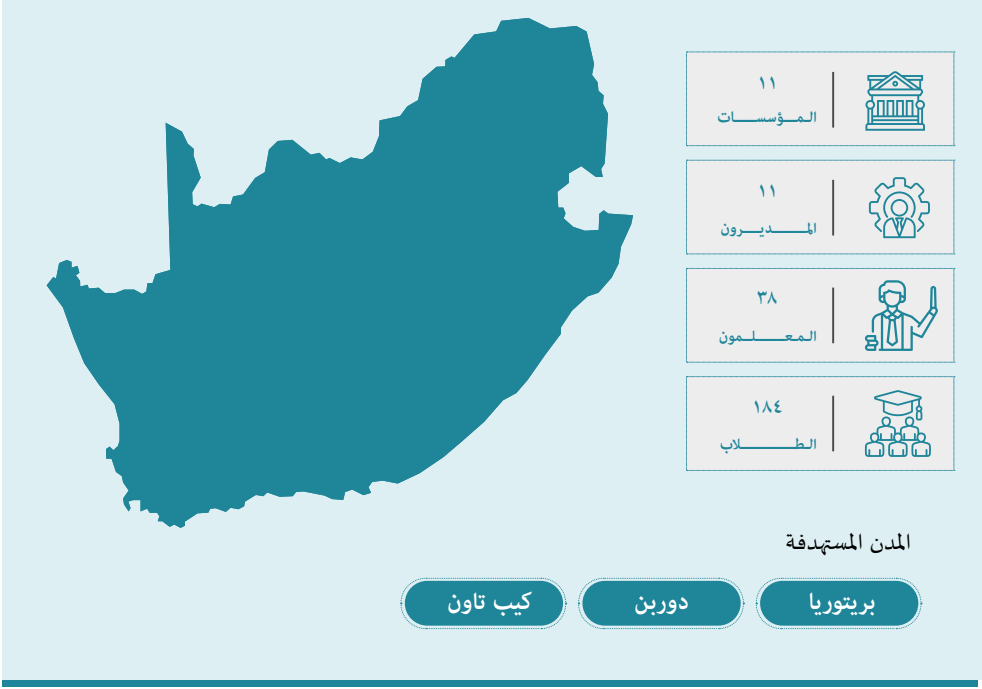 ١١
المؤسسات
١١
المديرون
٣٨
المعلمون
١٨٤
الطلاب
المدن المستهدفة
بريتوريا
دوربن
كيب تاون